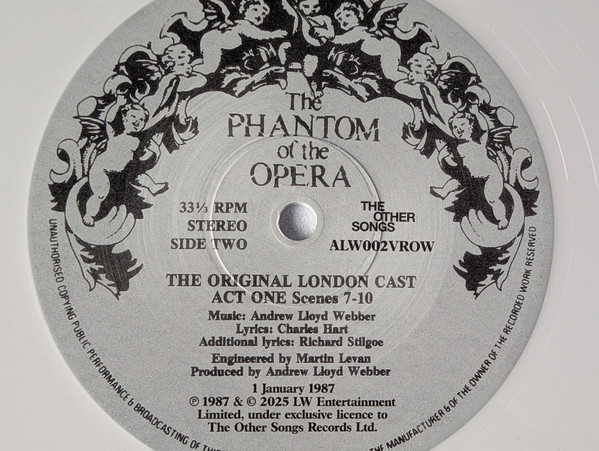 The
PHANTOM
of the
OPERA
33⅓ RPM
STEREO
SIDE TWO
THE
OTHER
SONGS
ALW002VROW
THE ORIGINAL LONDON CAST
ACT ONE Scenes 7-10
Music: Andrew Lloyd Webber
Lyrics: Charles Hart
Additional lyrics: Richard Stilgoe
Engineered by Martin Levan
Produced by Andrew Lloyd Webber
1 January 1987
℗ 1987 & © 2025 LW Entertainment
Limited, under exclusive licence to
The Other Songs Records Ltd.
UNAUTHORISED COPYING PUBLIC PERFORMANCE & BROADCASTING OF THIS
THE MANUFACTURER & OF THE OWNER OF THE RECORDED WORK RESERVED